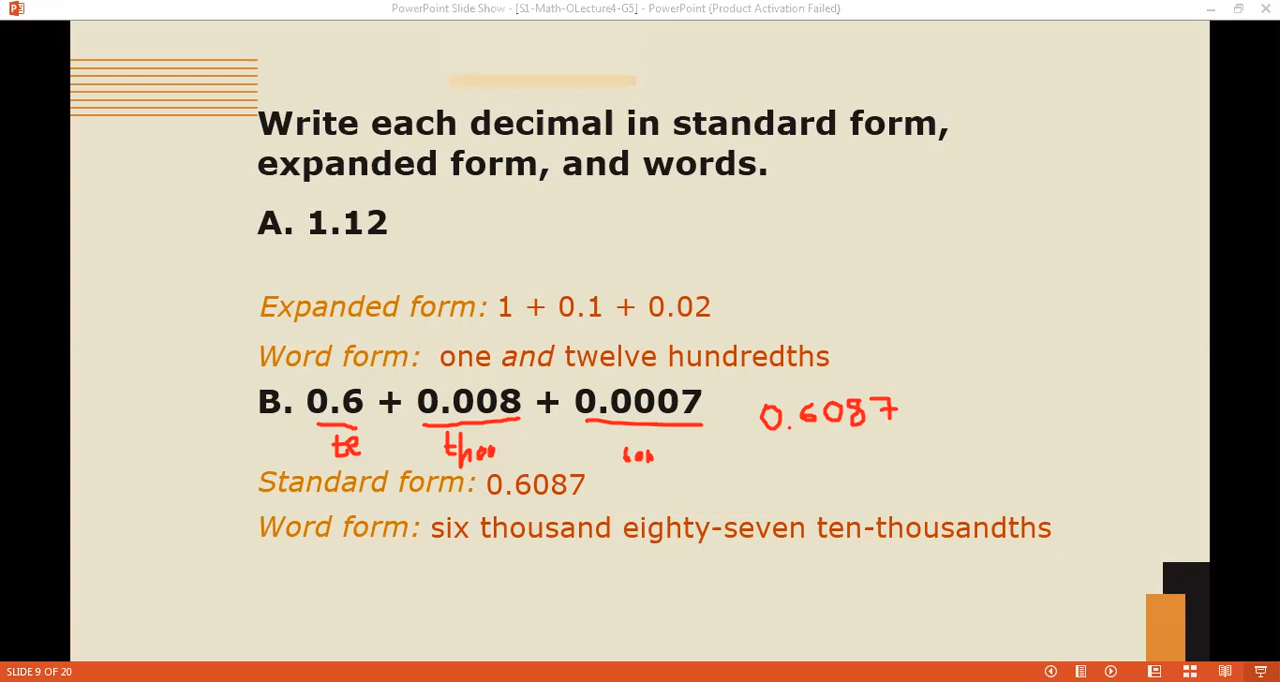 PowerPoint Slide Show - [S1-Math-OLecture4-G5] - PowerPoint (Product Activation Failed)
Write each decimal in standard form,
expanded form, and words.
A. 1.12
Expanded form: 1 + 0.1 + 0.02
Word form: one and twelve hundredths
B. 0.6 + 0.008 + 0.0007 0.6087
Standard form: 0.6087
Word form: six thousand eighty-seven ten-thousandths
SLIDE 9 OF 20